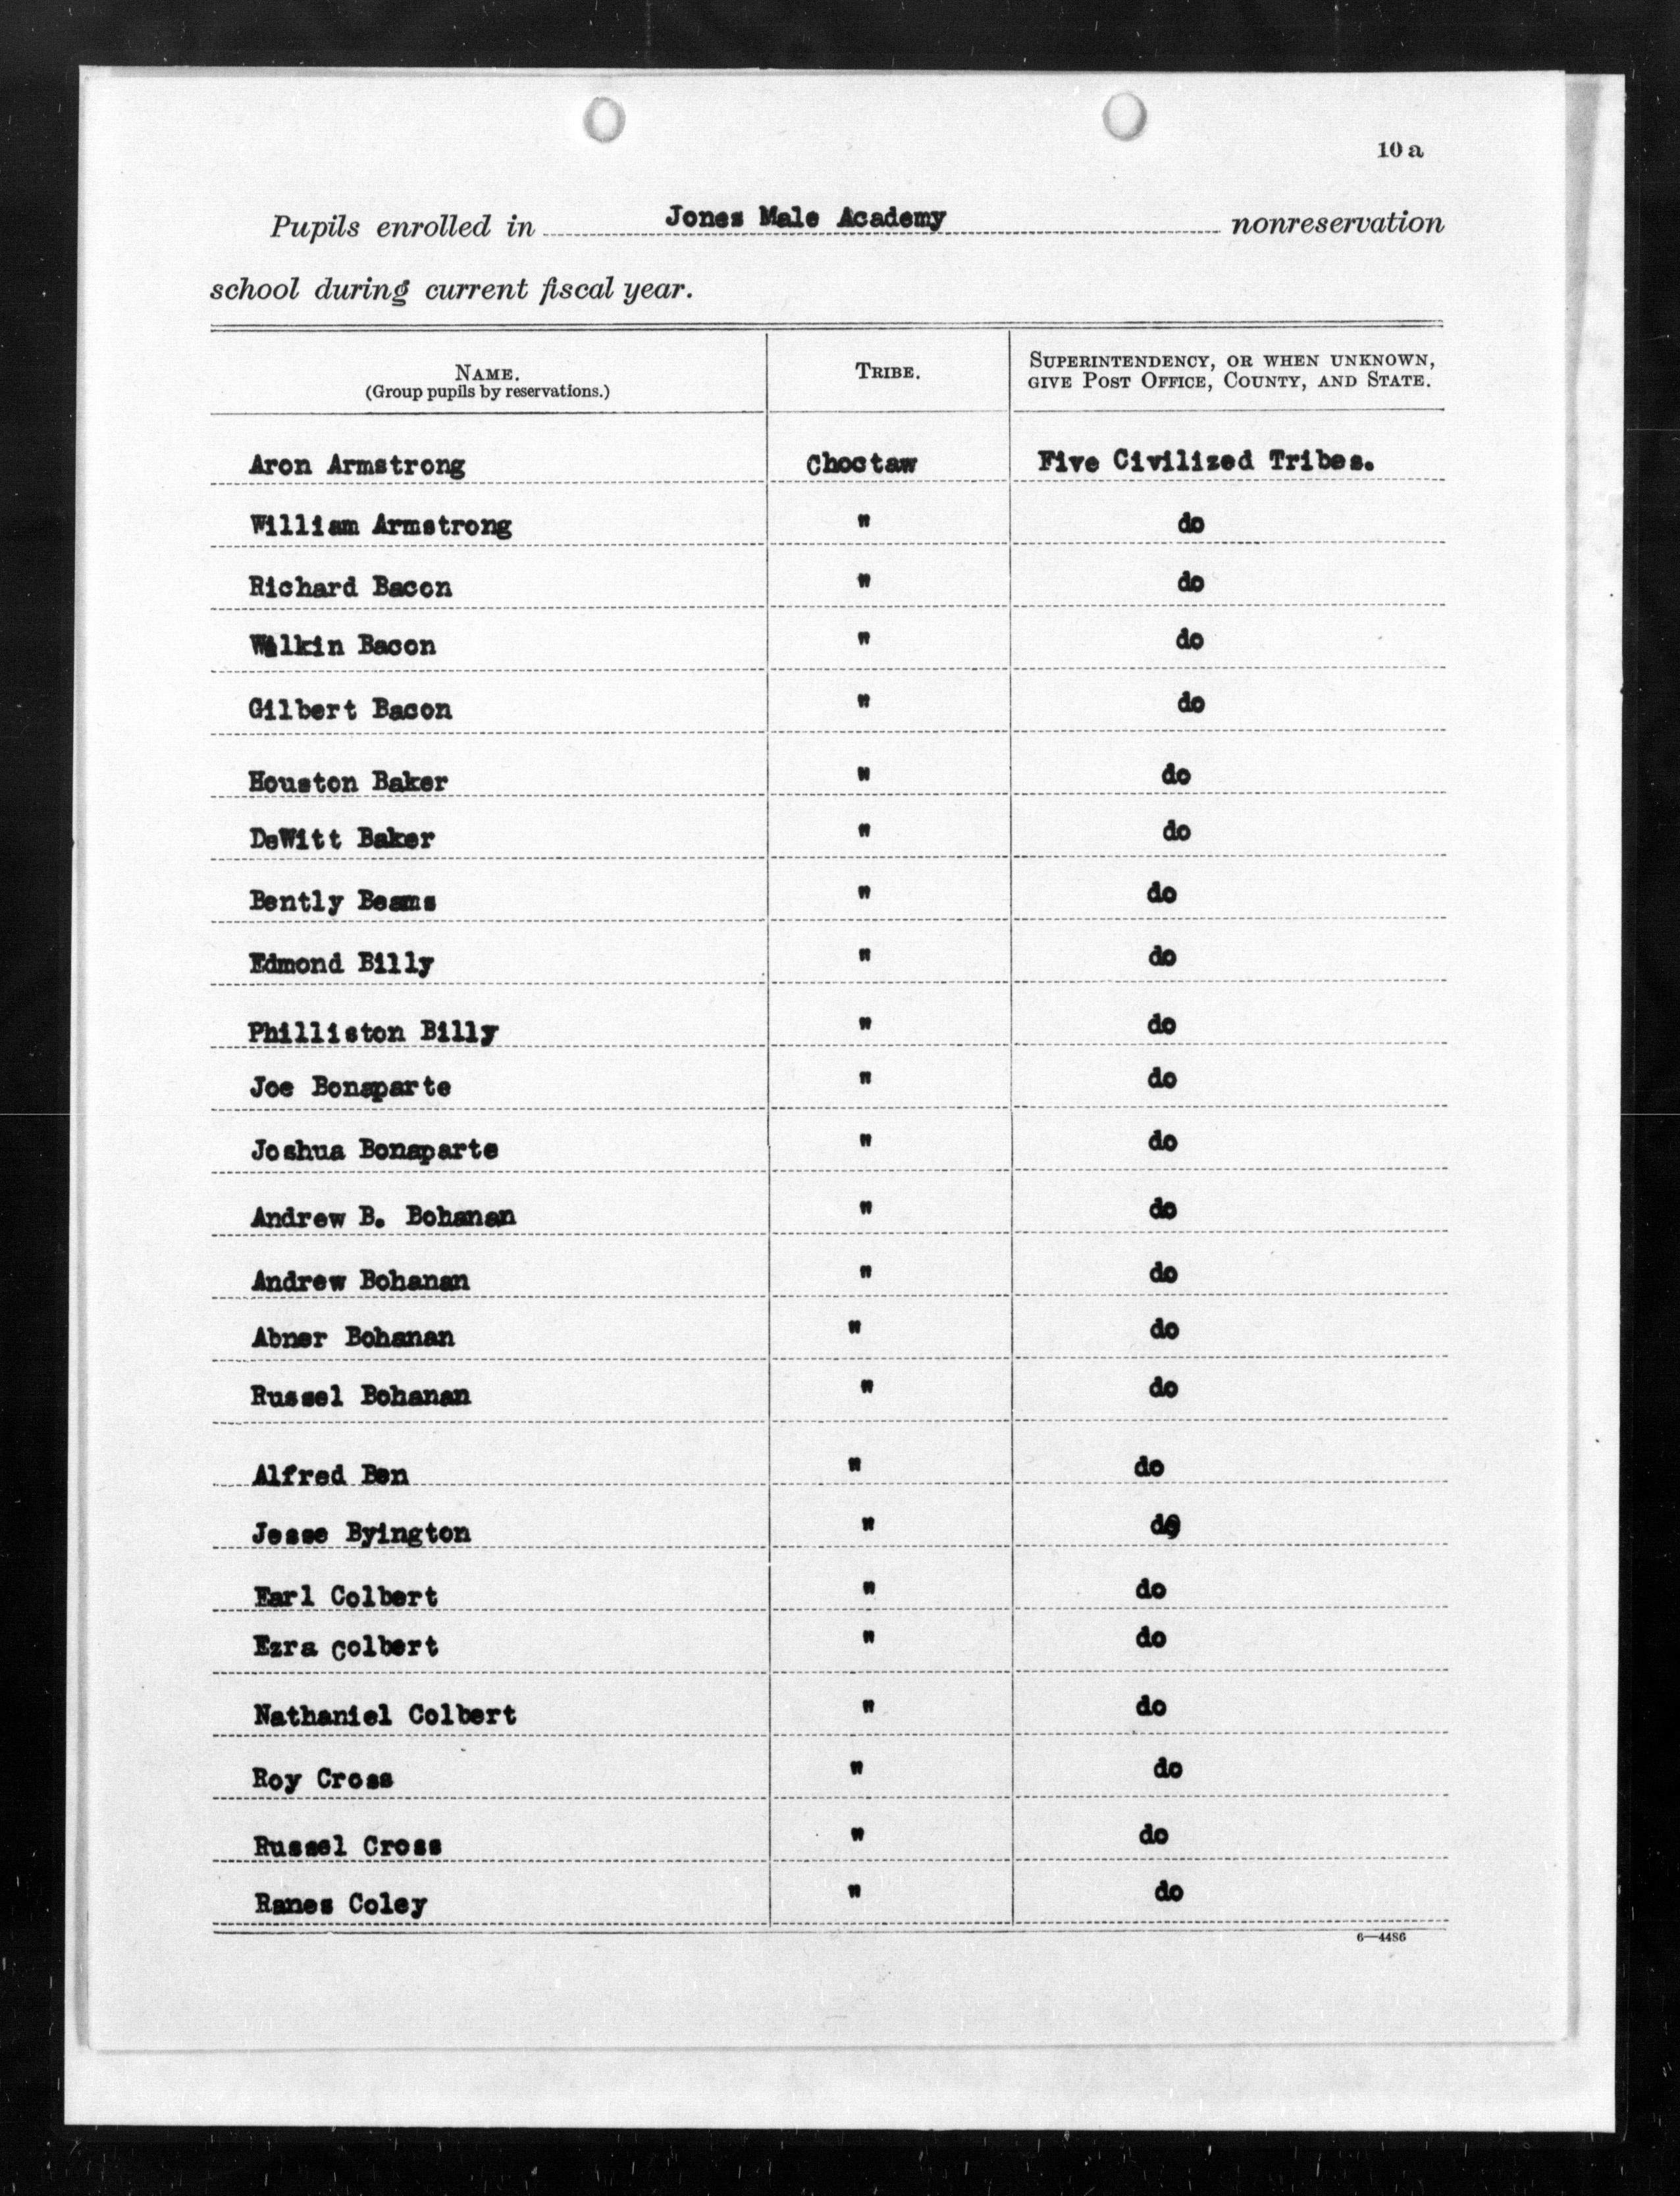 10 a
Pupils enrolled in Jones Male Academy nonreservation
school during current fiscal year.
NAME. TRIBE. SUPERINTENDENCY, OR WHEN UNKNOWN,
(Group pupils by reservations.) GIVE POST OFFICE, COUNTY, AND STATE.
Aron Armstrong Choctaw Five Civilized Tribes.
William Armstrong " do
Richard Bacon " do
Wilkin Bacon " do
Gilbert Bacon " do
Houston Baker " do
DeWitt Baker " do
Bently Beams " do
Edmond Billy " do
Philliston Billy " do
Joe Bonaparte " do
Joshua Bonaparte " do
Andrew B. Bohanan " do
Andrew Bohanan " do
Abner Bohanan " do
Russel Bohanan " do
Alfred Ben " do
Jesse Byington " do
Earl Colbert " do
Ezra colbert " do
Nathaniel Colbert " do
Roy Cross " do
Russel Cross " do
Ranes Coley " do
6—4486